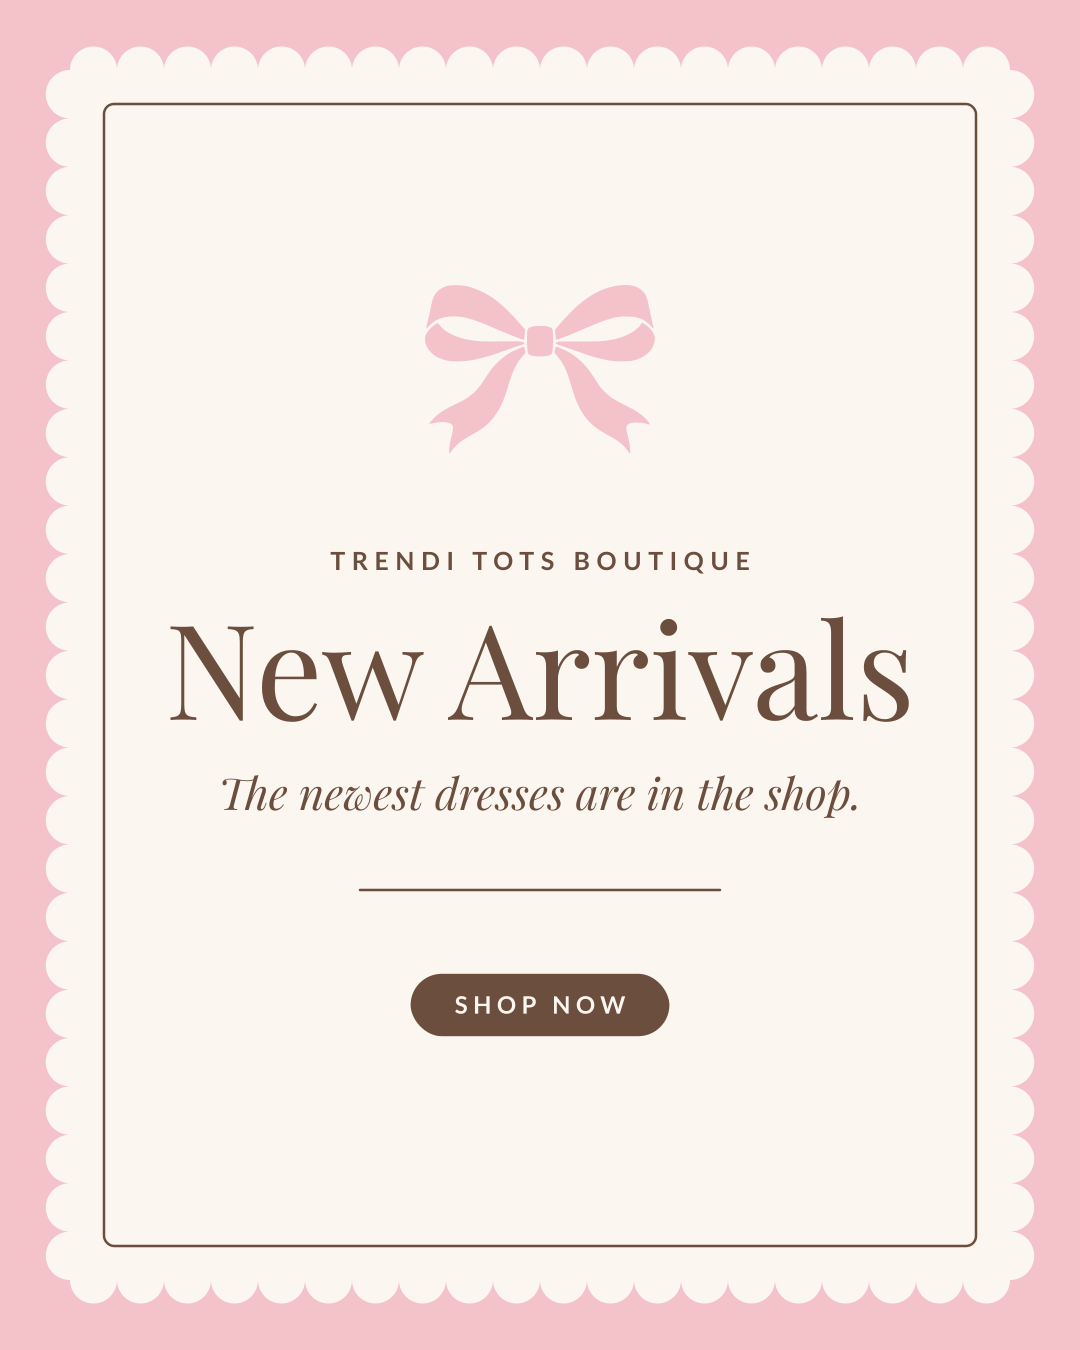 TRENDI TOTS BOUTIQUE
New Arrivals
The newest dresses are in the shop.
SHOP NOW